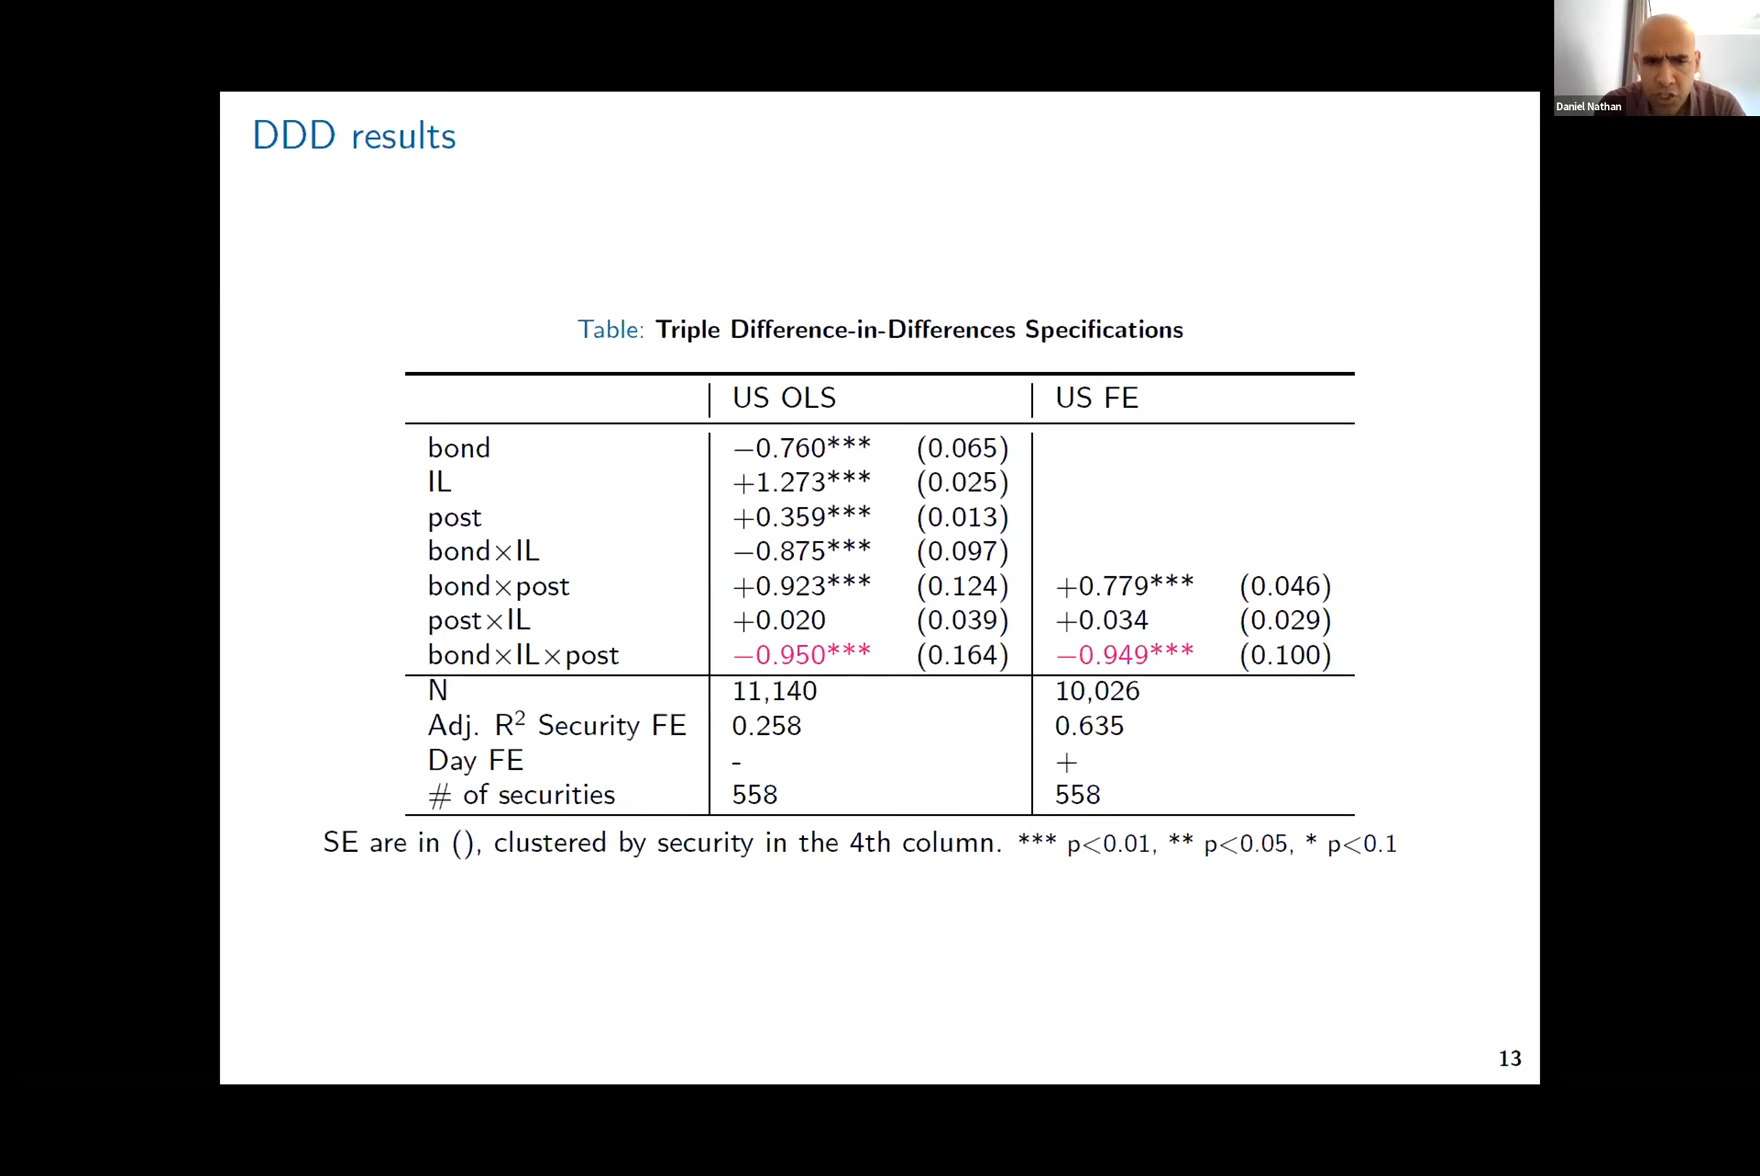 Daniel Nathan
DDD results
Table: Triple Difference-in-Differences Specifications
US OLS US FE
bond −0.760*** (0.065)
IL +1.273*** (0.025)
post +0.359*** (0.013)
bond×IL −0.875*** (0.097)
bond×post +0.923*** (0.124) +0.779*** (0.046)
post×IL +0.020 (0.039) +0.034 (0.029)
bond×IL×post −0.950*** (0.164) −0.949*** (0.100)
N 11,140 10,026
Adj. R² Security FE 0.258 0.635
Day FE - +
# of securities 558 558
SE are in (), clustered by security in the 4th column. *** p<0.01, ** p<0.05, * p<0.1
13